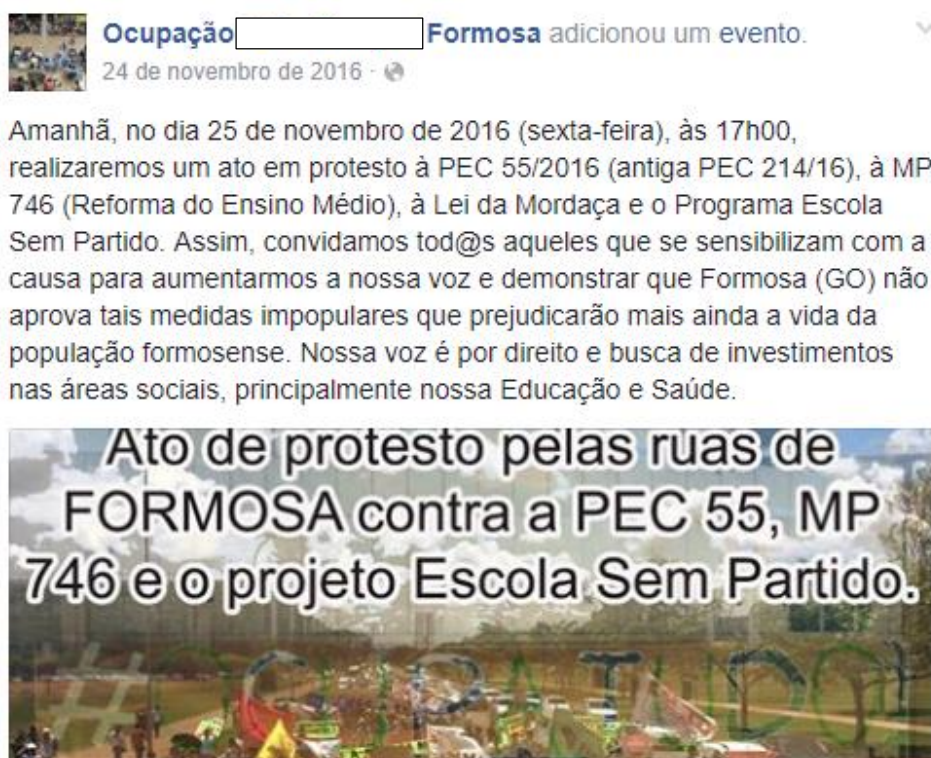 Ocupação Formosa adicionou um evento.
24 de novembro de 2016 ·
Amanhã, no dia 25 de novembro de 2016 (sexta-feira), às 17h00,
realizaremos um ato em protesto à PEC 55/2016 (antiga PEC 214/16), à MP
746 (Reforma do Ensino Médio), à Lei da Mordaça e o Programa Escola
Sem Partido. Assim, convidamos tod@s aqueles que se sensibilizam com a
causa para aumentarmos a nossa voz e demonstrar que Formosa (GO) não
aprova tais medidas impopulares que prejudicarão mais ainda a vida da
população formosense. Nossa voz é por direito e busca de investimentos
nas áreas sociais, principalmente nossa Educação e Saúde.
Ato de protesto pelas ruas de
FORMOSA contra a PEC 55, MP
746 e o projeto Escola Sem Partido.
#OCUPATUDO!